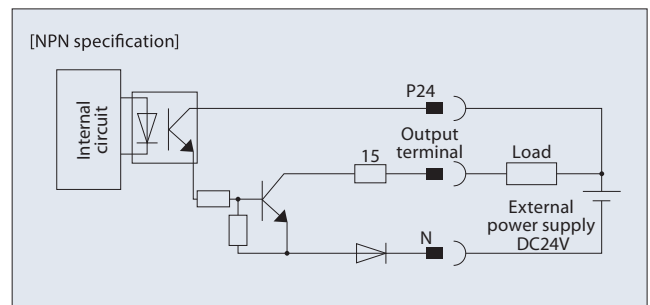 [NPN specification]
Internal
circuit
P24
Output
terminal
15
Load
External
power supply
DC24V
N